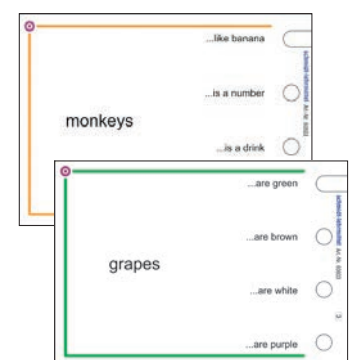 ...like banana
...is a number
monkeys
...is a drink
...are green
...are brown
grapes
...are white
...are purple